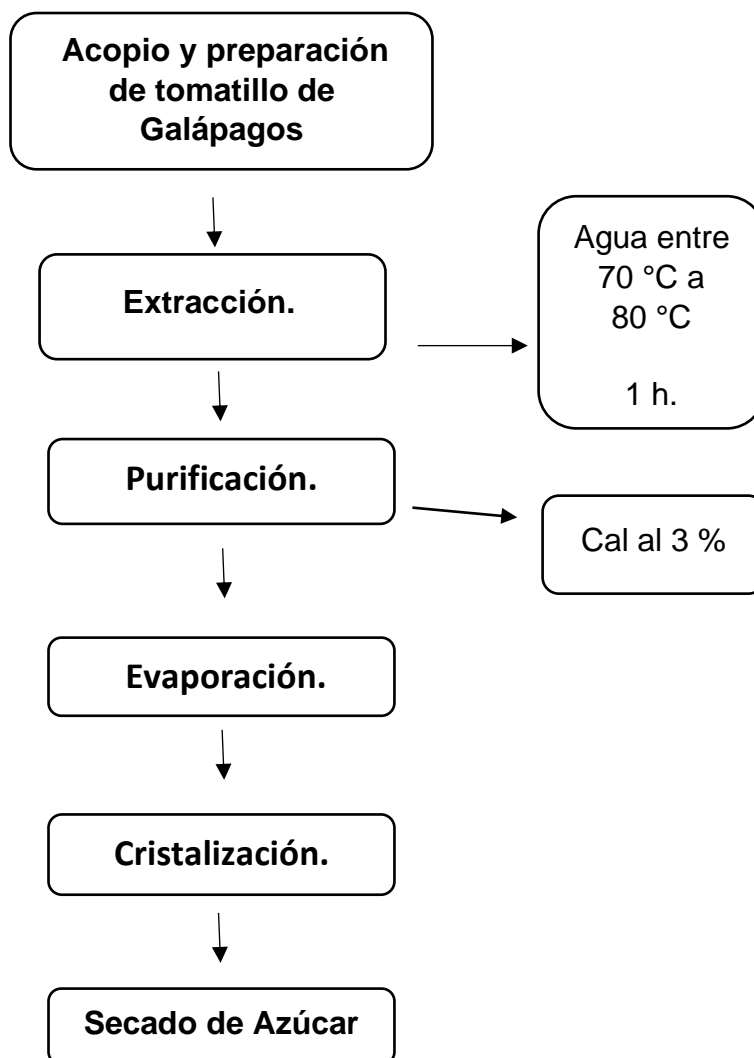 Acopio y preparación
de tomatillo de
Galápagos
Extracción.
Agua entre
70 °C a
80 °C
1 h.
Purificación.
Cal al 3 %
Evaporación.
Cristalización.
Secado de Azúcar